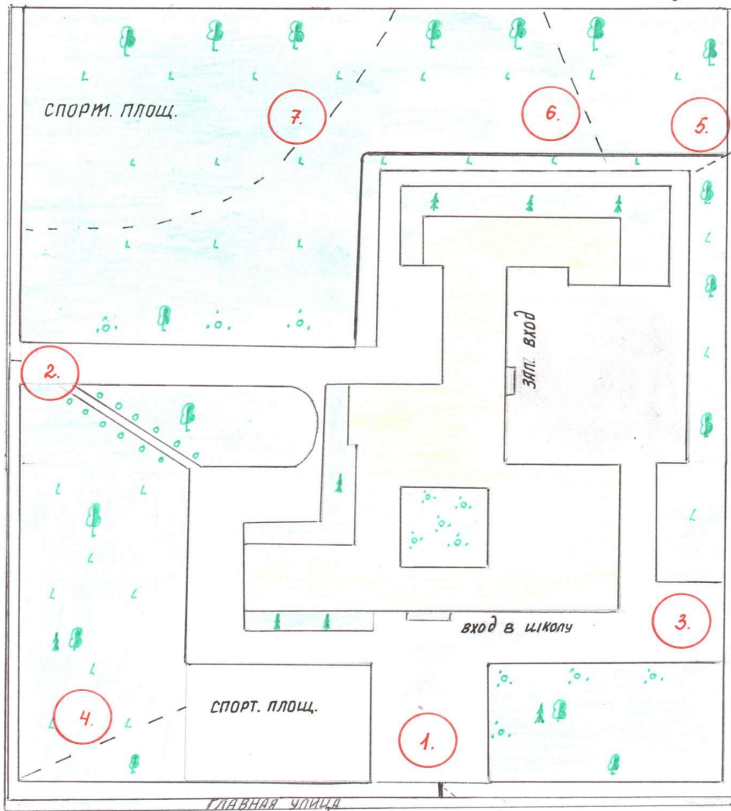 СПОРТ. ПЛОЩ.
7.
6.
5.
ЗАП. ВХОД
2.
ВХОД В ШКОЛУ
3.
4.
СПОРТ. ПЛОЩ.
1.
ГЛАВНАЯ УЛИЦА